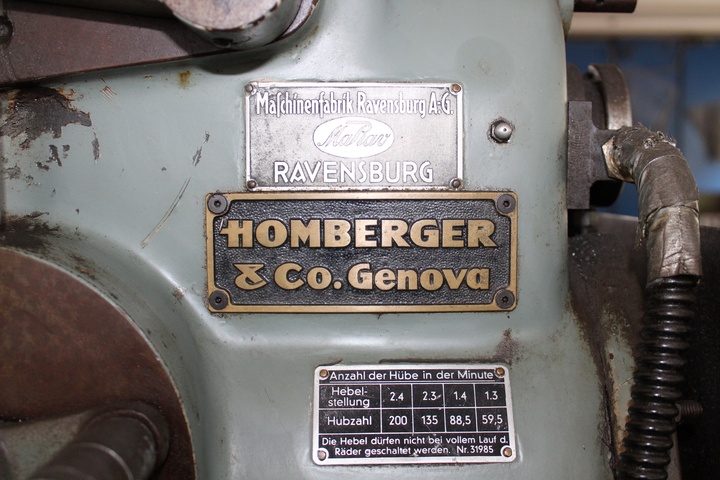 Maſchinenfabrik Ravensburg A-G.
MaRav
RAVENSBURG
HOMBERGER
& Co. Genova
Anzahl der Hübe in der Minute
Hebel-stellung 2.4 2.3 1.4 1.3
Hubzahl 200 135 88,5 59,5
Die Hebel dürfen nicht bei vollem Lauf d.
Räder geschaltet werden. Nr. 31985